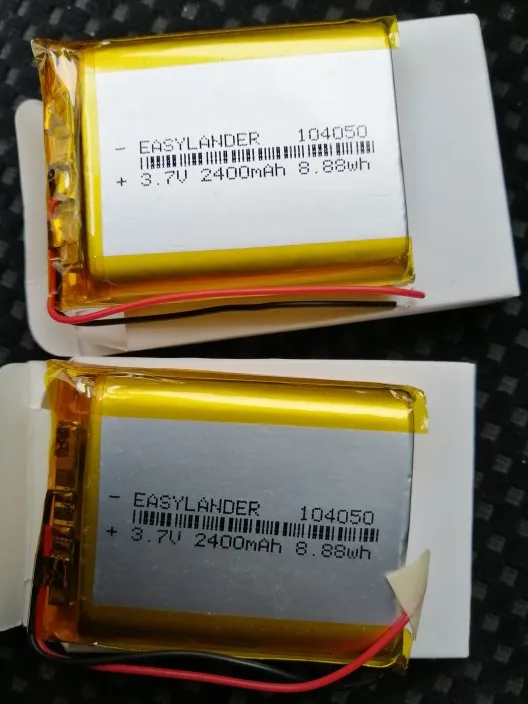 - EASYLANDER 104050
+ 3.7V 2400mAh 8.88wh
- EASYLANDER 104050
+ 3.7V 2400mAh 8.88wh